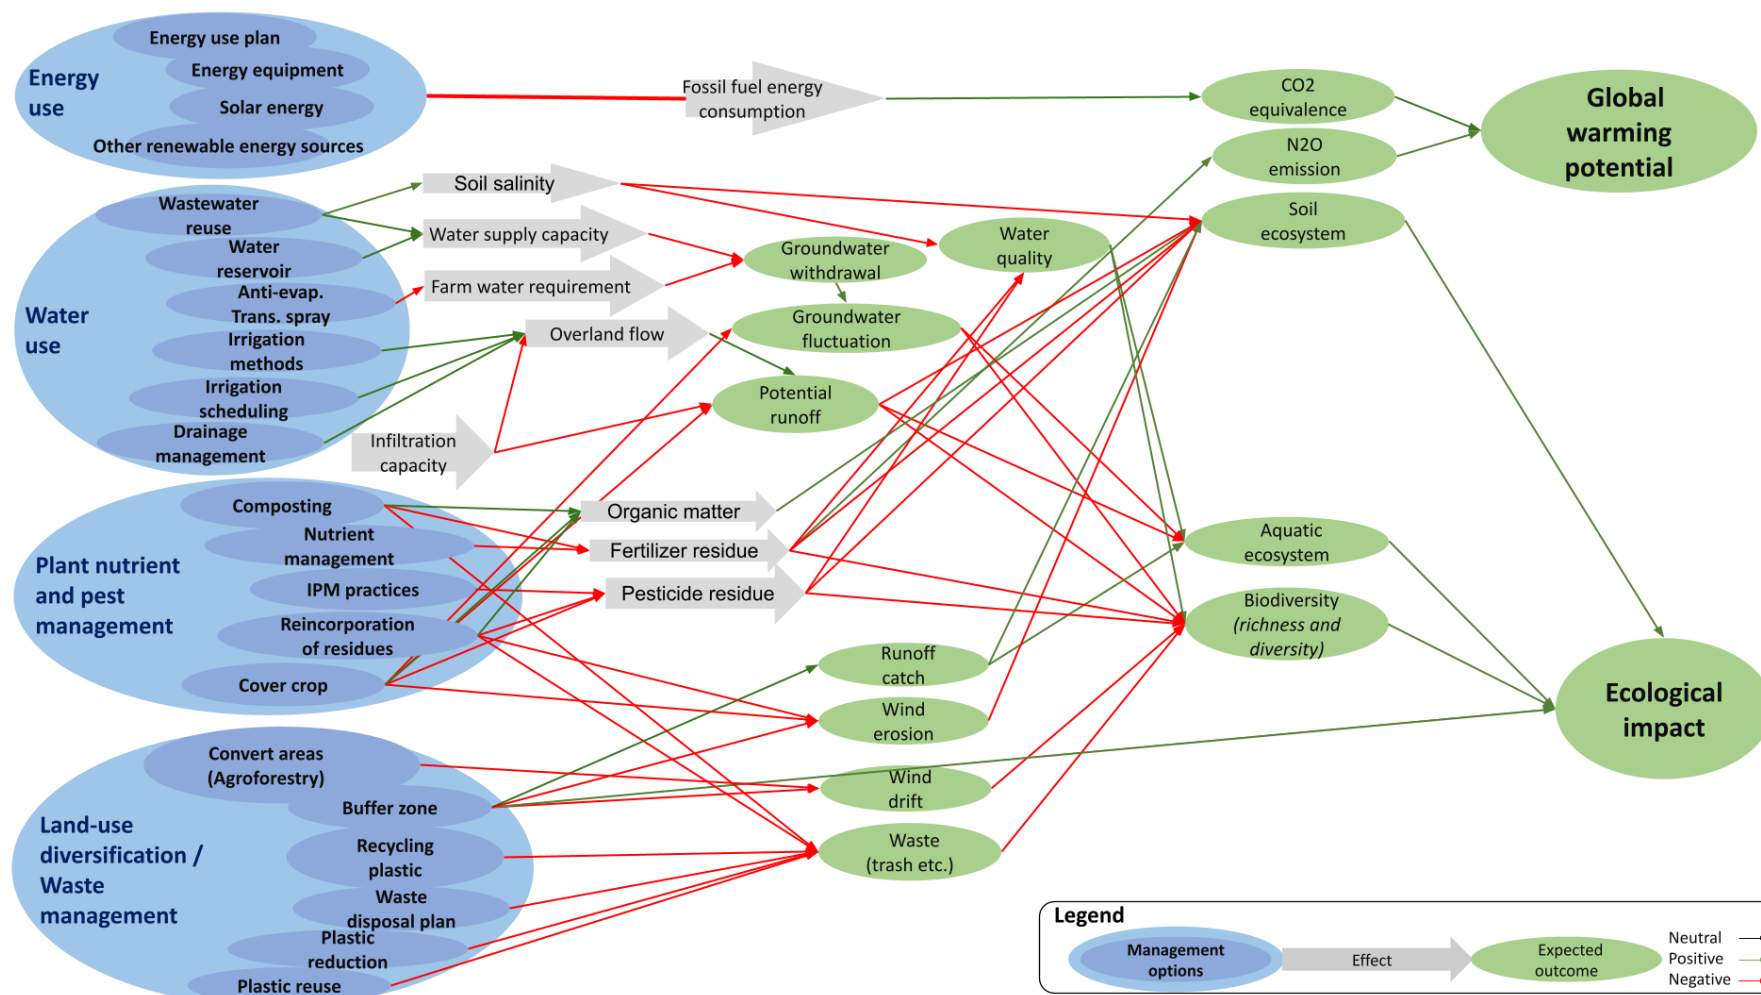 Energy
use
Energy use plan
Energy equipment
Solar energy
Other renewable energy sources
Fossil fuel energy
consumption
CO2
equivalence
N2O
emission
Global
warming
potential
Water
use
Wastewater
reuse
Water
reservoir
Anti-evap.
Trans. spray
Irrigation
methods
Irrigation
scheduling
Drainage
management
Soil salinity
Water supply capacity
Farm water requirement
Overland flow
Infiltration
capacity
Groundwater
withdrawal
Groundwater
fluctuation
Potential
runoff
Water
quality
Soil
ecosystem
Plant nutrient
and pest
management
Composting
Nutrient
management
IPM practices
Reincorporation
of residues
Cover crop
Organic matter
Fertilizer residue
Pesticide residue
Runoff
catch
Wind
erosion
Wind
drift
Waste
(trash etc.)
Aquatic
ecosystem
Biodiversity
(richness and
diversity)
Ecological
impact
Land-use
diversification /
Waste
management
Convert areas
(Agroforestry)
Buffer zone
Recycling
plastic
Waste
disposal plan
Plastic
reduction
Plastic reuse
Legend
Management
options
Effect
Expected
outcome
Neutral
Positive
Negative